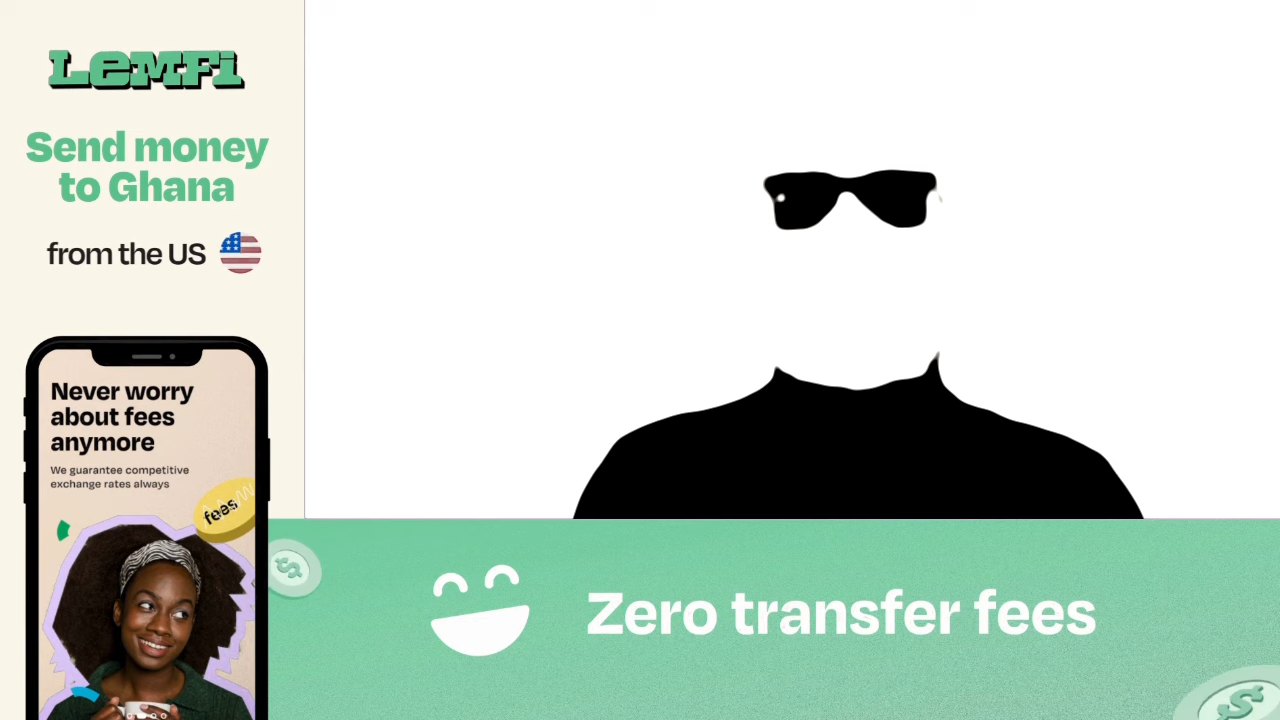 LeMFi
Send money
to Ghana
from the US
Never worry
about fees
anymore
We guarantee competitive
exchange rates always
fees
$
Zero transfer fees
$